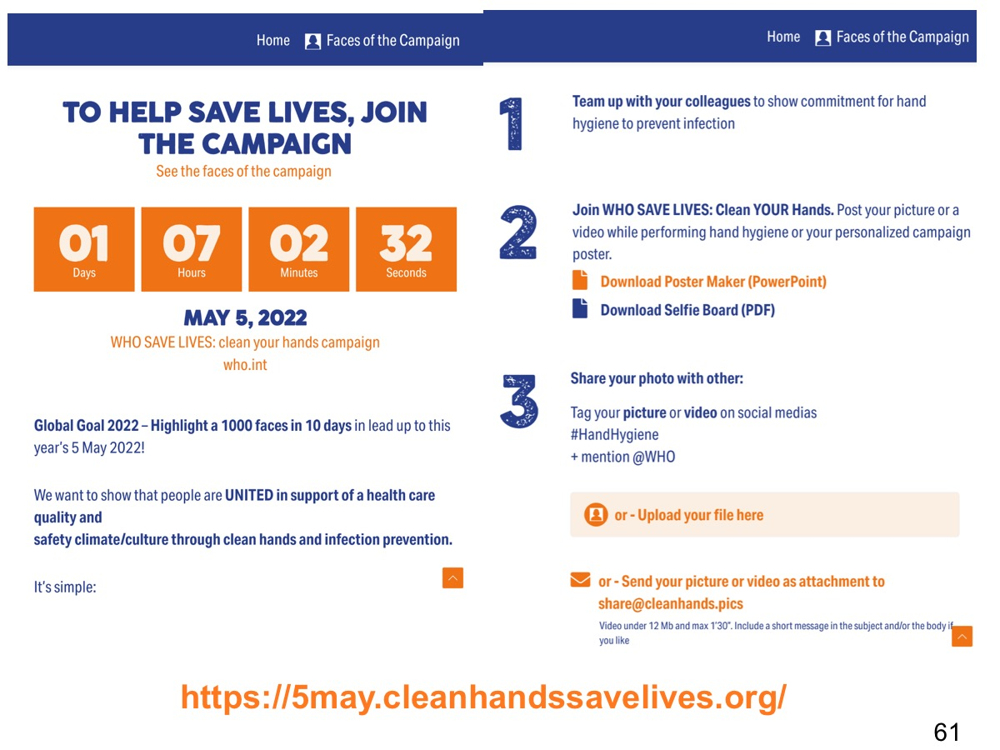 Home Faces of the Campaign
TO HELP SAVE LIVES, JOIN
THE CAMPAIGN
See the faces of the campaign
01 07 02 32
Days Hours Minutes Seconds
MAY 5, 2022
WHO SAVE LIVES: clean your hands campaign
who.int
Global Goal 2022 – Highlight a 1000 faces in 10 days in lead up to this
year's 5 May 2022!
We want to show that people are UNITED in support of a health care
quality and
safety climate/culture through clean hands and infection prevention.
It's simple:
Home Faces of the Campaign
1
Team up with your colleagues to show commitment for hand
hygiene to prevent infection
2
Join WHO SAVE LIVES: Clean YOUR Hands. Post your picture or a
video while performing hand hygiene or your personalized campaign
poster.
Download Poster Maker (PowerPoint)
Download Selfie Board (PDF)
3
Share your photo with other:
Tag your picture or video on social medias
#HandHygiene
+ mention @WHO
or - Upload your file here
or - Send your picture or video as attachment to
share@cleanhands.pics
Video under 12 Mb and max 1'30". Include a short message in the subject and/or the body if
you like
https://5may.cleanhandssavelives.org/
61